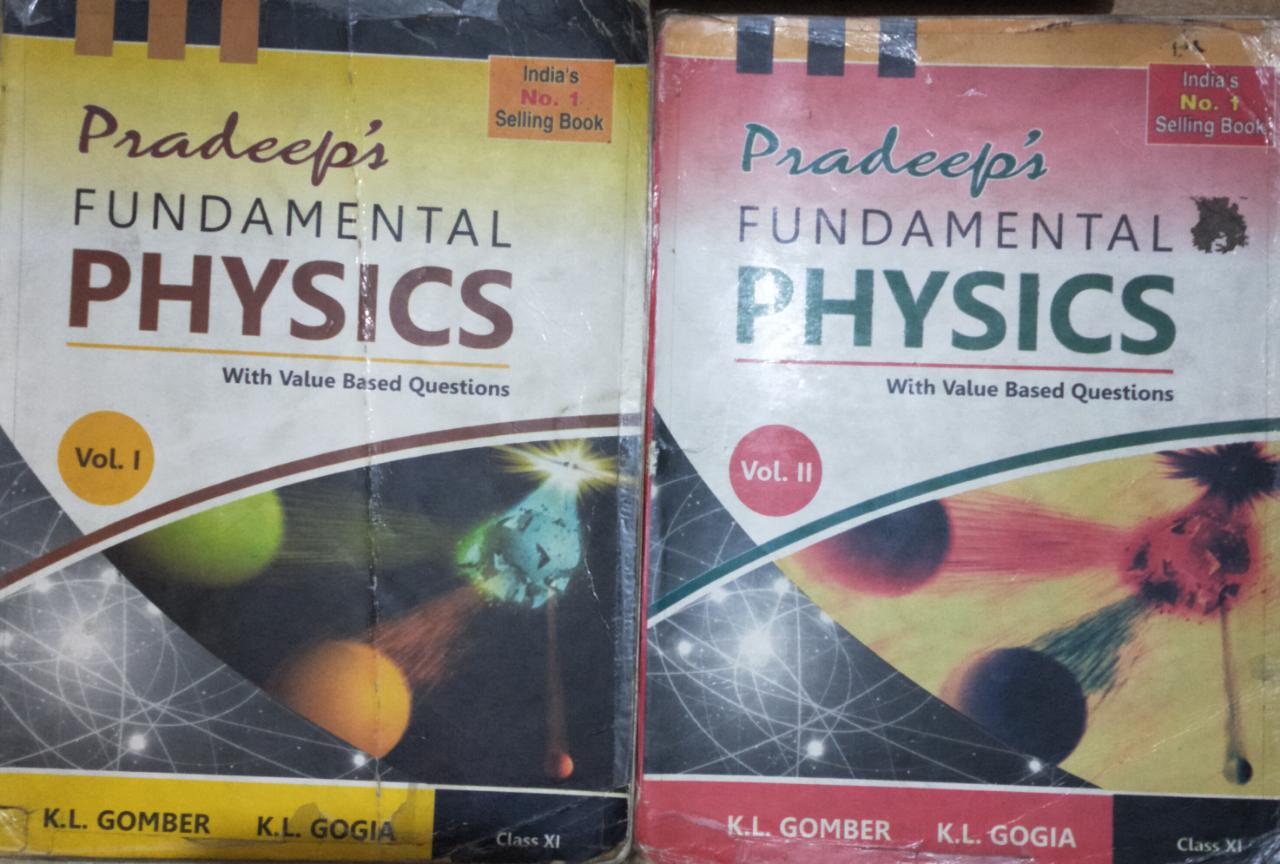 India's
No. 1
Selling Book
Pradeep's
FUNDAMENTAL
PHYSICS
With Value Based Questions
Vol. I
K.L. GOMBER K.L. GOGIA
Class XI
India's
No. 1
Selling Book
Pradeep's
FUNDAMENTAL
PHYSICS
With Value Based Questions
Vol. II
K.L. GOMBER K.L. GOGIA
Class XI